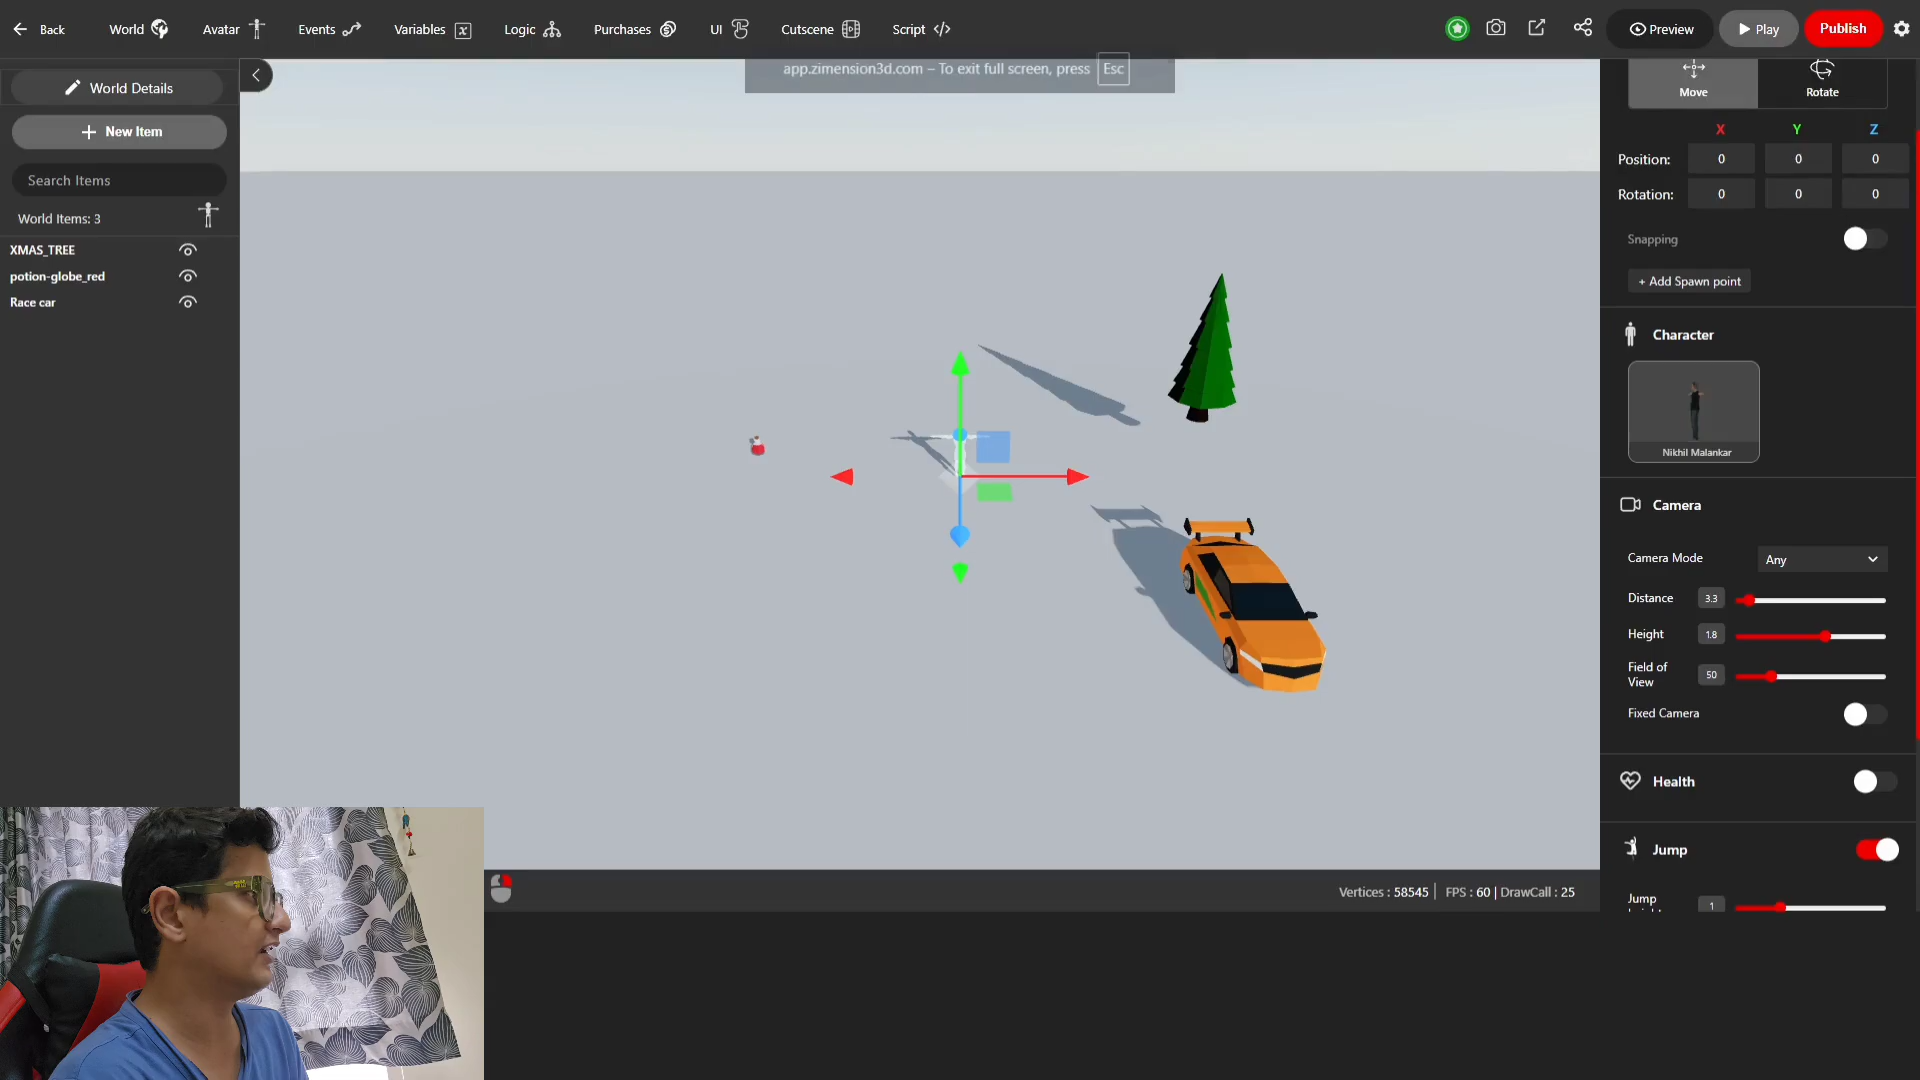 Back
World
Avatar
Events
Variables
Logic
Purchases
UI
Cutscene
Script
Preview
Play
Publish
World Details
New Item
Search Items
World Items: 3
XMAS_TREE
potion-globe_red
Race car
app.zimension3d.com – To exit full screen, press Esc
Move
Rotate
X Y Z
Position: 0 0 0
Rotation: 0 0 0
Snapping
+ Add Spawn point
Character
Nikhil Malankar
Camera
Camera Mode Any
Distance 3.3
Height 1.8
Field of
View 50
Fixed Camera
Health
Jump
Jump 1
Vertices : 58545 | FPS : 60 | DrawCall : 25